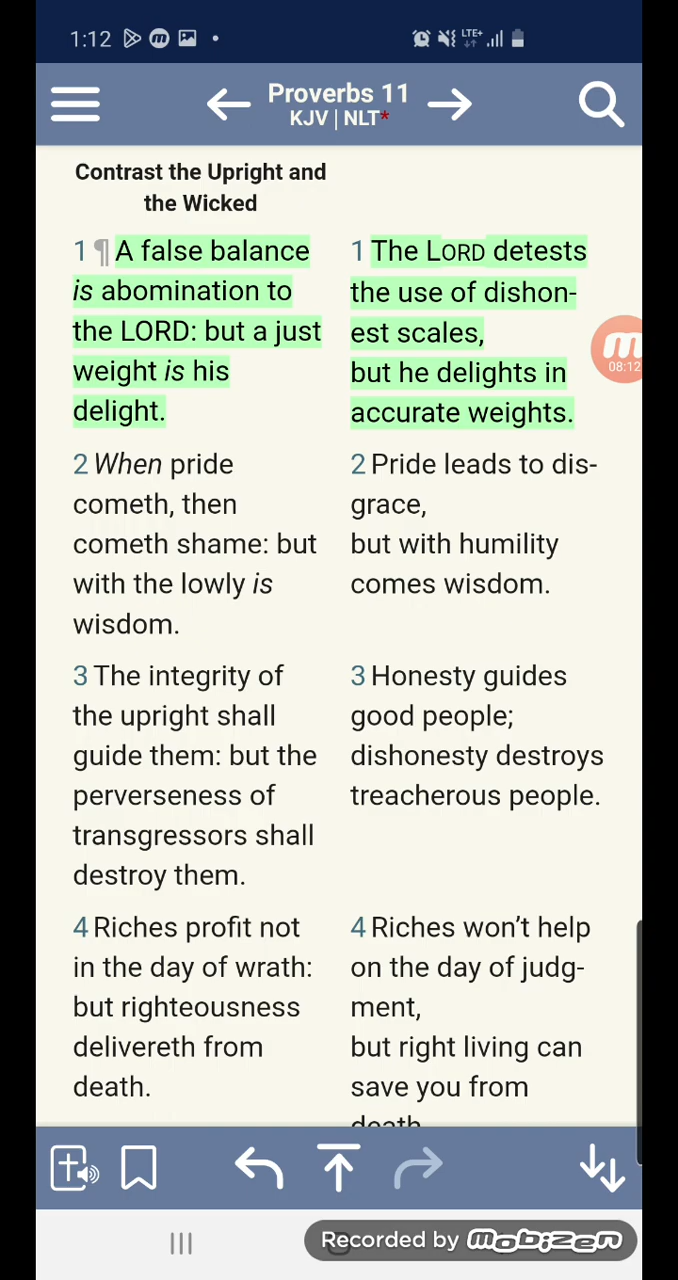 1:12
LTE+
Proverbs 11
KJV | NLT*
Contrast the Upright and
the Wicked
1 ¶ A false balance
is abomination to
the LORD: but a just
weight is his
delight.
2 When pride
cometh, then
cometh shame: but
with the lowly is
wisdom.
3 The integrity of
the upright shall
guide them: but the
perverseness of
transgressors shall
destroy them.
4 Riches profit not
in the day of wrath:
but righteousness
delivereth from
death.
1 The LORD detests
the use of dishon-
est scales,
but he delights in
accurate weights.
2 Pride leads to dis-
grace,
but with humility
comes wisdom.
3 Honesty guides
good people;
dishonesty destroys
treacherous people.
4 Riches won’t help
on the day of judg-
ment,
but right living can
save you from
death
m
08:12
Recorded by mobizen